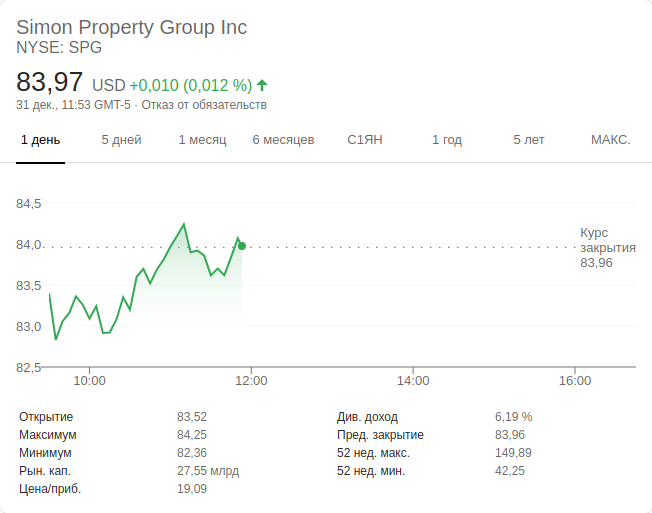 Simon Property Group Inc
NYSE: SPG
83,97 USD +0,010 (0,012 %)
31 дек., 11:53 GMT-5 · Отказ от обязательств
1 день 5 дней 1 месяц 6 месяцев С1ЯН 1 год 5 лет МАКС.
84,5
84,0
83,5
83,0
82,5
Курс
закрытия
83,96
10:00 12:00 14:00 16:00
Открытие 83,52
Максимум 84,25
Минимум 82,36
Рын. кап. 27,55 млрд
Цена/приб. 19,09
Див. доход 6,19 %
Пред. закрытие 83,96
52 нед. макс. 149,89
52 нед. мин. 42,25